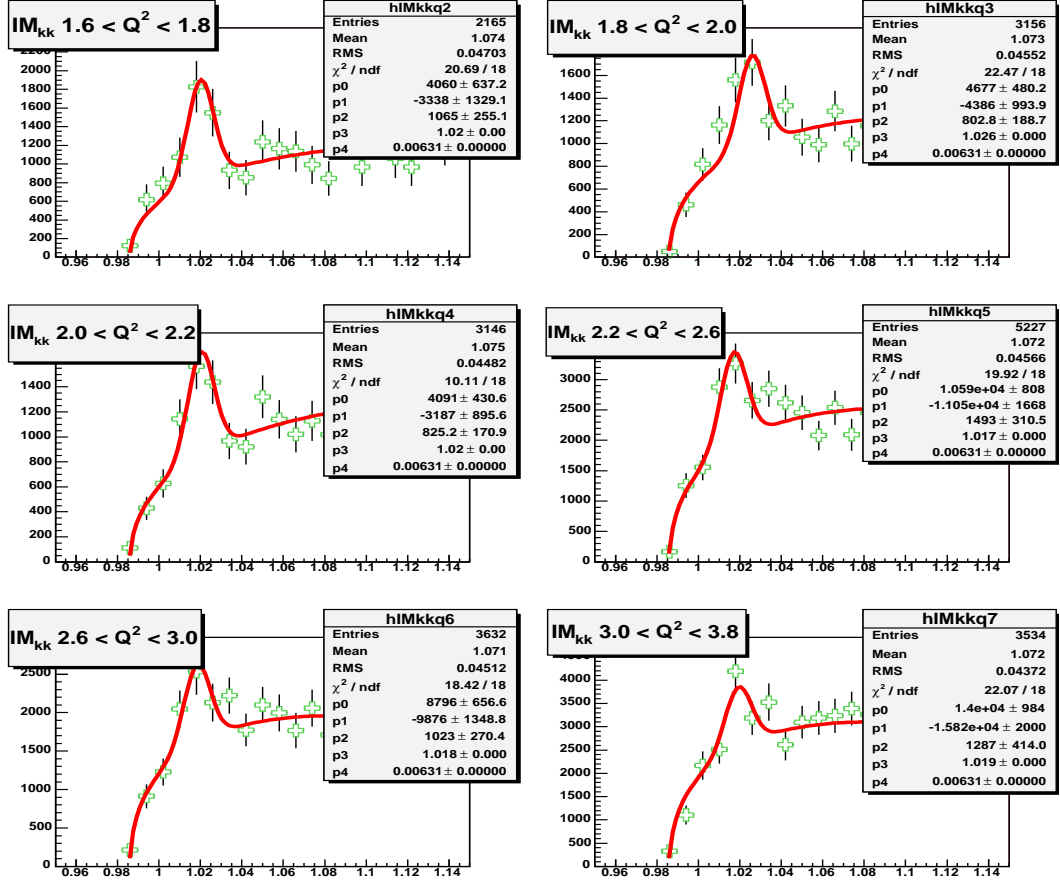 IM_kk 1.6 < Q² < 1.8
hIMkkq2
Entries 2165
Mean 1.074
RMS 0.04703
χ² / ndf 20.69 / 18
p0 4060 ± 637.2
p1 -3338 ± 1329.1
p2 1065 ± 255.1
p3 1.02 ± 0.00
p4 0.00631 ± 0.00000
2200
2000
1800
1600
1400
1200
1000
800
600
400
200
0
0.96 0.98 1 1.02 1.04 1.06 1.08 1.1 1.12 1.14
IM_kk 1.8 < Q² < 2.0
hIMkkq3
Entries 3156
Mean 1.073
RMS 0.04552
χ² / ndf 22.47 / 18
p0 4677 ± 480.2
p1 -4386 ± 993.9
p2 802.8 ± 188.7
p3 1.026 ± 0.000
p4 0.00631 ± 0.00000
1600
1400
1200
1000
800
600
400
200
0
0.96 0.98 1 1.02 1.04 1.06 1.08 1.1 1.12 1.14
IM_kk 2.0 < Q² < 2.2
hIMkkq4
Entries 3146
Mean 1.075
RMS 0.04482
χ² / ndf 10.11 / 18
p0 4091 ± 430.6
p1 -3187 ± 895.6
p2 825.2 ± 170.9
p3 1.02 ± 0.00
p4 0.00631 ± 0.00000
1400
1200
1000
800
600
400
200
0
0.96 0.98 1 1.02 1.04 1.06 1.08 1.1 1.12 1.14
IM_kk 2.2 < Q² < 2.6
hIMkkq5
Entries 5227
Mean 1.072
RMS 0.04566
χ² / ndf 19.92 / 18
p0 1.059e+04 ± 808
p1 -1.105e+04 ± 1668
p2 1493 ± 310.5
p3 1.017 ± 0.000
p4 0.00631 ± 0.00000
3000
2500
2000
1500
1000
500
0
0.96 0.98 1 1.02 1.04 1.06 1.08 1.1 1.12 1.14
IM_kk 2.6 < Q² < 3.0
hIMkkq6
Entries 3632
Mean 1.071
RMS 0.04512
χ² / ndf 18.42 / 18
p0 8796 ± 656.6
p1 -9876 ± 1348.8
p2 1023 ± 270.4
p3 1.018 ± 0.000
p4 0.00631 ± 0.00000
2500
2000
1500
1000
500
0
0.96 0.98 1 1.02 1.04 1.06 1.08 1.1 1.12 1.14
IM_kk 3.0 < Q² < 3.8
hIMkkq7
Entries 3534
Mean 1.072
RMS 0.04372
χ² / ndf 22.07 / 18
p0 1.4e+04 ± 984
p1 -1.582e+04 ± 2000
p2 1287 ± 414.0
p3 1.019 ± 0.000
p4 0.00631 ± 0.00000
4000
3500
3000
2500
2000
1500
1000
500
0
0.96 0.98 1 1.02 1.04 1.06 1.08 1.1 1.12 1.14